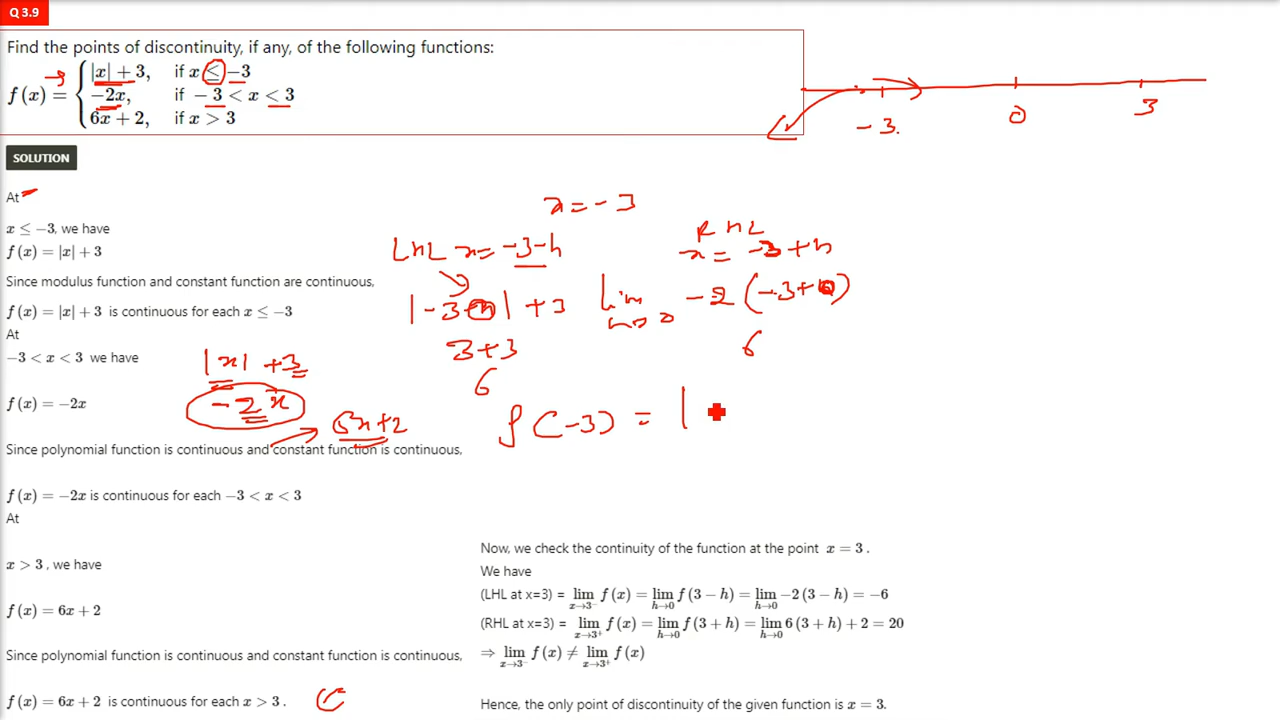 Q 3.9
Find the points of discontinuity, if any, of the following functions:
f(x) = { |x| + 3, if x ≤ −3
−2x, if − 3 < x < 3
6x + 2, if x > 3
− 3
0
3
SOLUTION
At
x ≤ −3, we have
f(x) = |x| + 3
Since modulus function and constant function are continuous,
f(x) = |x| + 3 is continuous for each x ≤ −3
At
−3 < x < 3 we have
f(x) = −2x
Since polynomial function is continuous and constant function is continuous,
f(x) = −2x is continuous for each −3 < x < 3
At
x > 3, we have
f(x) = 6x + 2
Since polynomial function is continuous and constant function is continuous,
f(x) = 6x + 2 is continuous for each x > 3.
|x| + 3
− 2x
6x+2
x = − 3
LHL x = −3−h
|−3−h| + 3
3+3
6
RHL
x = −3+h
lim h→0 −2(−3+0)
6
f(−3) = |
Now, we check the continuity of the function at the point x = 3.
We have
(LHL at x=3) = lim x→3⁻ f(x) = lim h→0 f(3 − h) = lim h→0 −2(3 − h) = −6
(RHL at x=3) = lim x→3⁺ f(x) = lim h→0 f(3 + h) = lim h→0 6(3 + h) + 2 = 20
⇒ lim x→3⁻ f(x) ≠ lim x→3⁺ f(x)
Hence, the only point of discontinuity of the given function is x = 3.